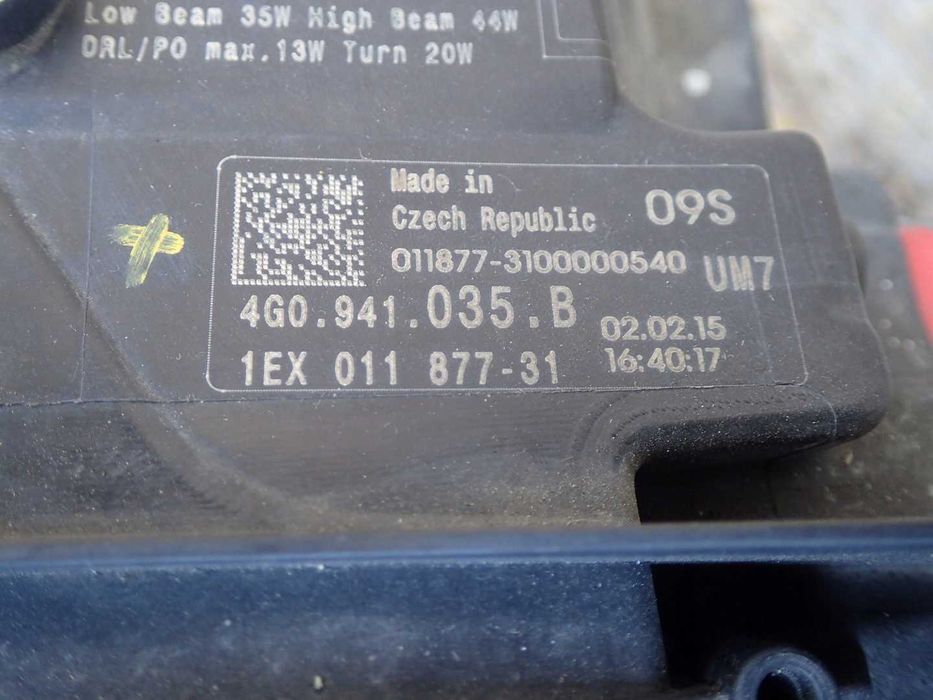 Low Beam 35W High Beam 44W
DRL/PO max.13W Turn 20W
Made in
Czech Republic
09S
011877-3100000540
UM7
4G0.941.035.B
02.02.15
1EX 011 877-31
16:40:17